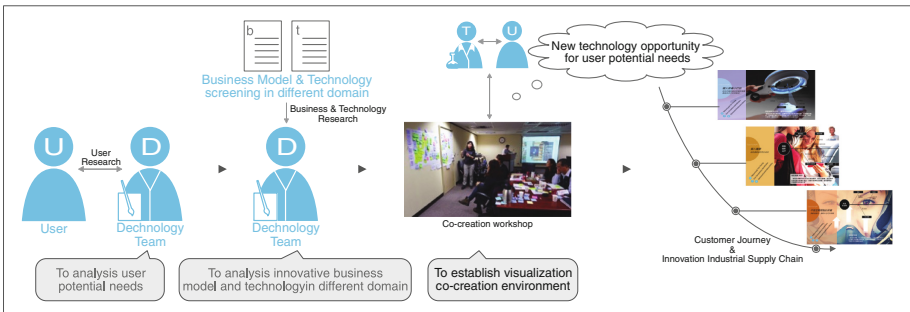 b
t
Business Model & Technology
screening in different domain
Business & Technology
Research
T
U
New technology opportunity
for user potential needs
U
User
Research
D
D
User
Dechnology
Team
Dechnology
Team
Co-creation workshop
Customer Journey
&
Innovation Industrial Supply Chain
To analysis user
potential needs
To analysis innovative business
model and technologyin different domain
To establish visualization
co-creation environment